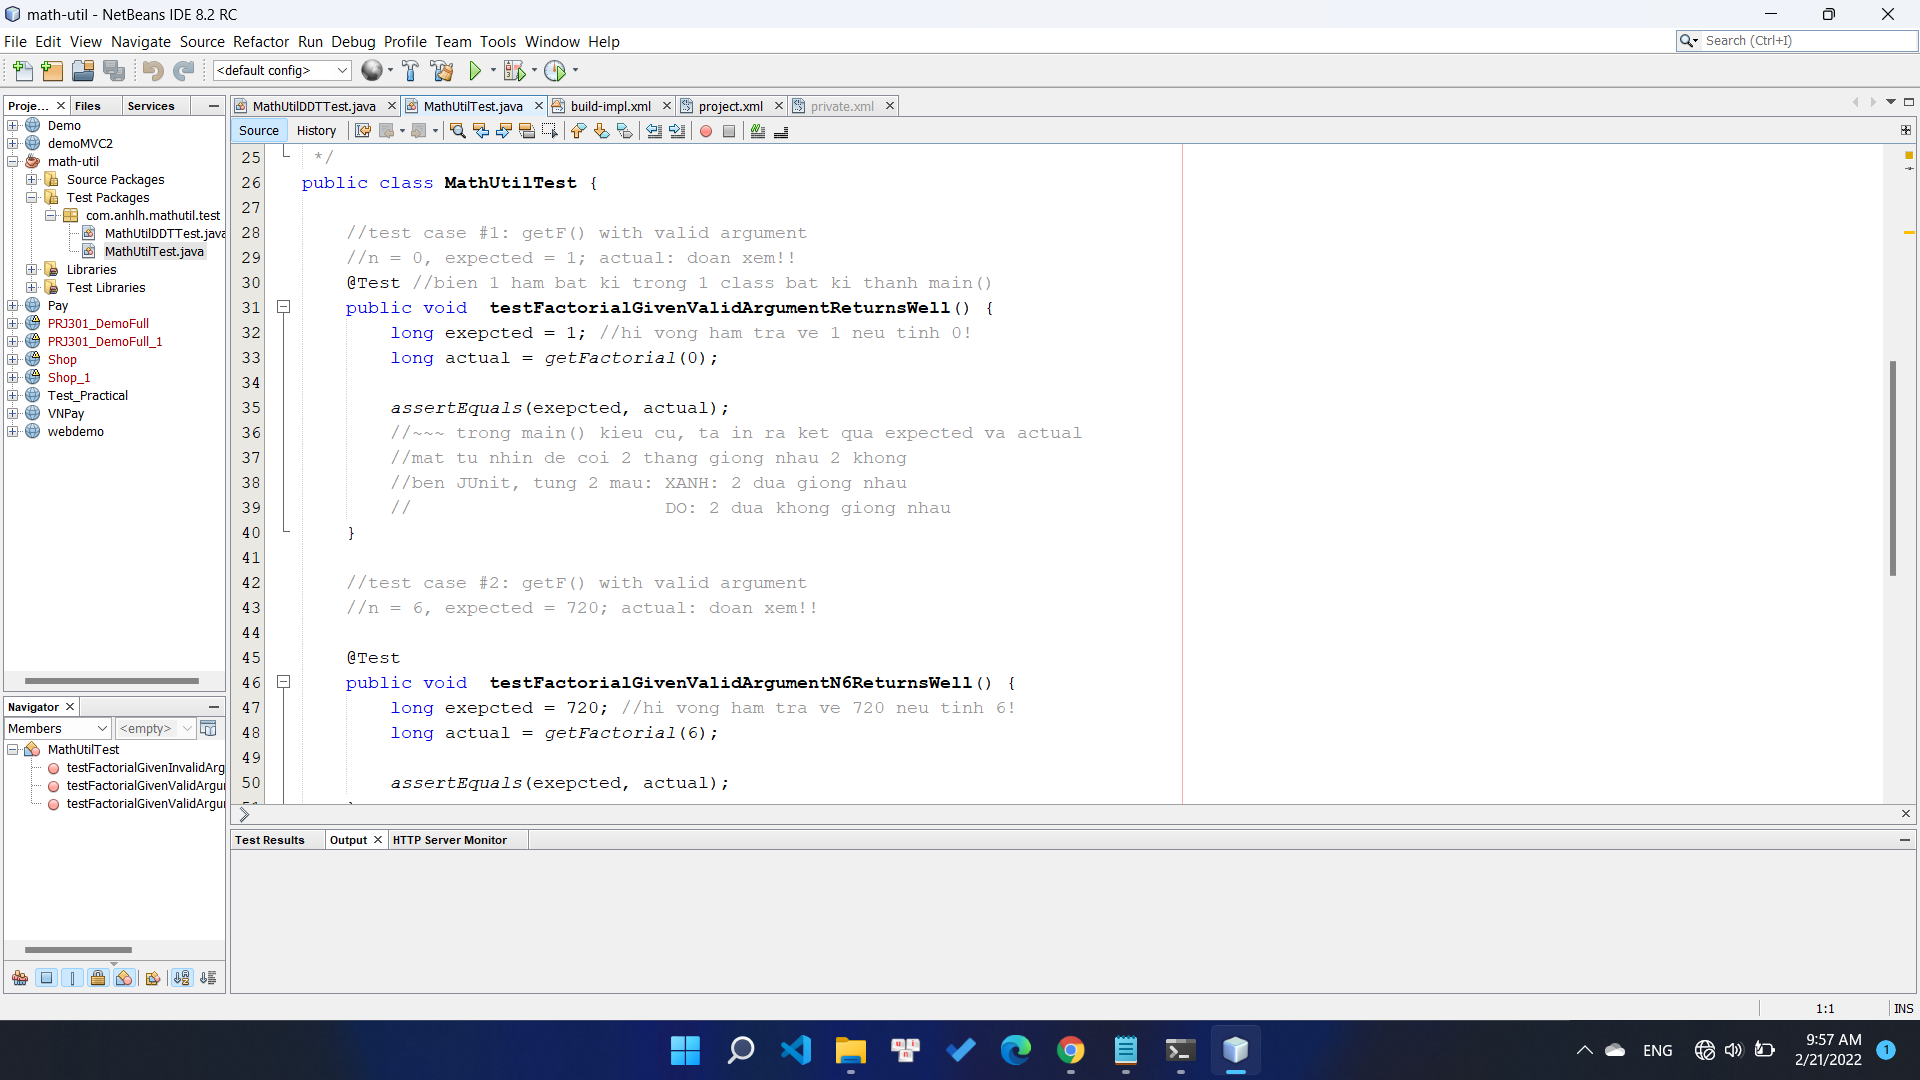 math-util - NetBeans IDE 8.2 RC
File Edit View Navigate Source Refactor Run Debug Profile Team Tools Window Help
Search (Ctrl+I)
<default config>
Proje... Files Services
Demo
demoMVC2
math-util
Source Packages
Test Packages
com.anhlh.mathutil.test
MathUtilDDTTest.java
MathUtilTest.java
Libraries
Test Libraries
Pay
PRJ301_DemoFull
PRJ301_DemoFull_1
Shop
Shop_1
Test_Practical
VNPay
webdemo
Navigator
Members <empty>
MathUtilTest
testFactorialGivenInvalidArg
testFactorialGivenValidArgu
testFactorialGivenValidArgu
MathUtilDDTTest.java MathUtilTest.java build-impl.xml project.xml private.xml
Source History
25 */
26 public class MathUtilTest {
27
28 //test case #1: getF() with valid argument
29 //n = 0, expected = 1; actual: doan xem!!
30 @Test //bien 1 ham bat ki trong 1 class bat ki thanh main()
31 public void testFactorialGivenValidArgumentReturnsWell() {
32 long exepcted = 1; //hi vong ham tra ve 1 neu tinh 0!
33 long actual = getFactorial(0);
34
35 assertEquals(exepcted, actual);
36 //~~~ trong main() kieu cu, ta in ra ket qua expected va actual
37 //mat tu nhin de coi 2 thang giong nhau 2 khong
38 //ben JUnit, tung 2 mau: XANH: 2 dua giong nhau
39 // DO: 2 dua khong giong nhau
40 }
41
42 //test case #2: getF() with valid argument
43 //n = 6, expected = 720; actual: doan xem!!
44
45 @Test
46 public void testFactorialGivenValidArgumentN6ReturnsWell() {
47 long exepcted = 720; //hi vong ham tra ve 720 neu tinh 6!
48 long actual = getFactorial(6);
49
50 assertEquals(exepcted, actual);
Test Results Output HTTP Server Monitor
1:1 INS
ENG
9:57 AM
2/21/2022
1